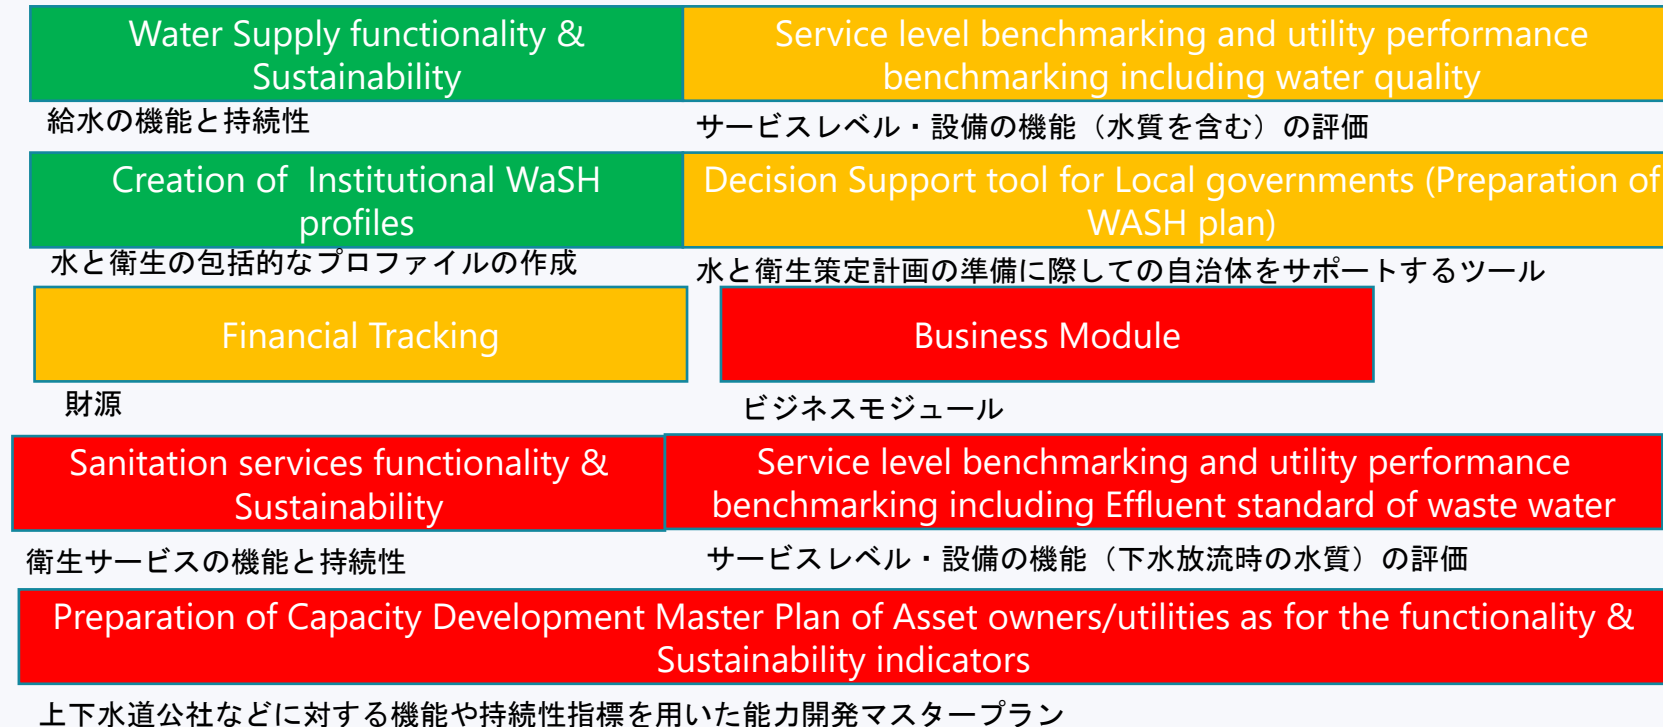 Water Supply functionality &
Sustainability
Service level benchmarking and utility performance
benchmarking including water quality
給水の機能と持続性
サービスレベル・設備の機能（水質を含む）の評価
Creation of  Institutional WaSH
profiles
Decision Support tool for Local governments (Preparation of
WASH plan)
水と衛生の包括的なプロファイルの作成
水と衛生策定計画の準備に際しての自治体をサポートするツール
Financial Tracking
Business Module
財源
ビジネスモジュール
Sanitation services functionality &
Sustainability
Service level benchmarking and utility performance
benchmarking including Effluent standard of waste water
衛生サービスの機能と持続性
サービスレベル・設備の機能（下水放流時の水質）の評価
Preparation of Capacity Development Master Plan of Asset owners/utilities as for the functionality &
Sustainability indicators
上下水道公社などに対する機能や持続性指標を用いた能力開発マスタープラン